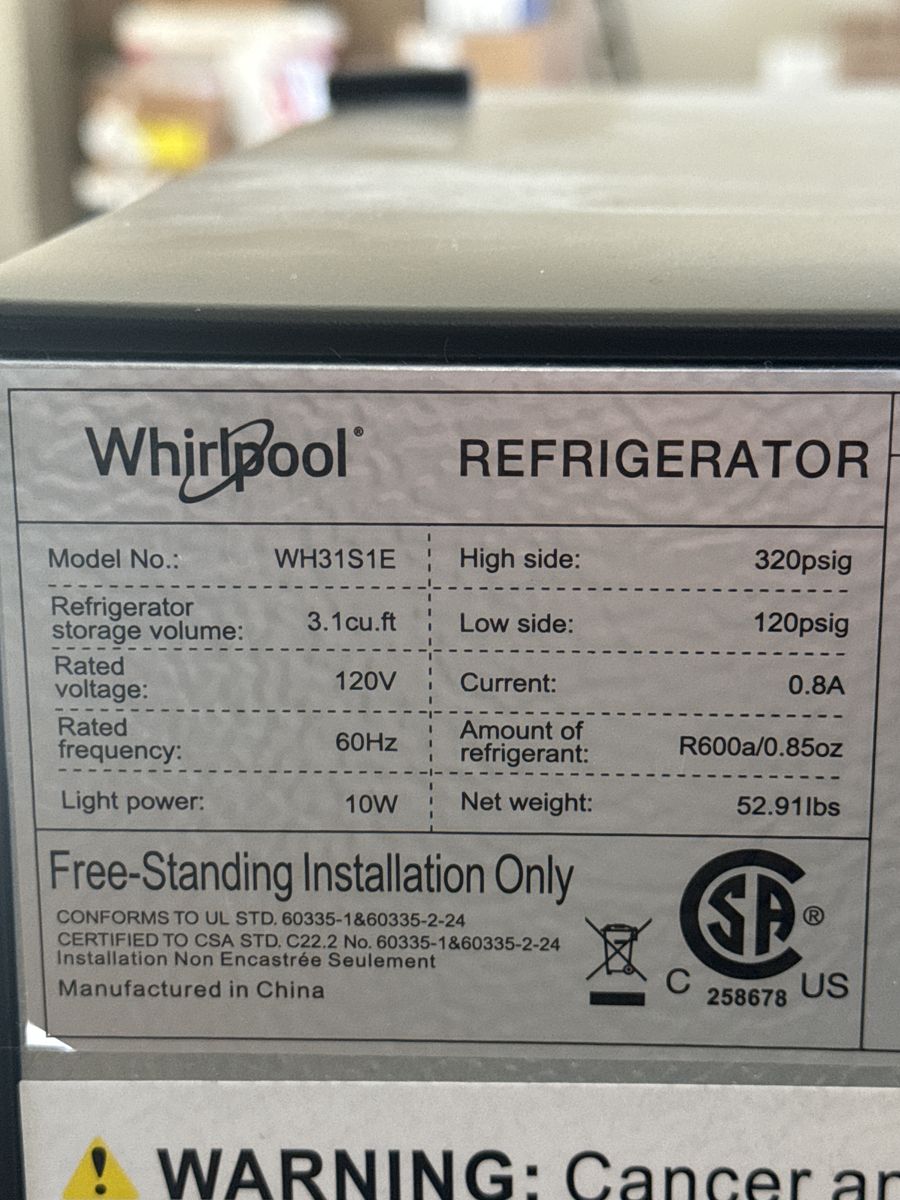 Whirlpool® REFRIGERATOR
Model No.: WH31S1E High side: 320psig
Refrigerator
storage volume: 3.1cu.ft Low side: 120psig
Rated
voltage: 120V Current: 0.8A
Rated
frequency: 60Hz
Amount of
refrigerant: R600a/0.85oz
Light power: 10W Net weight: 52.91lbs
Free-Standing Installation Only
CONFORMS TO UL STD. 60335-1&60335-2-24
CERTIFIED TO CSA STD. C22.2 No. 60335-1&60335-2-24
Installation Non Encastrée Seulement
Manufactured in China
SA®
C 258678 US
WARNING: Cancer an